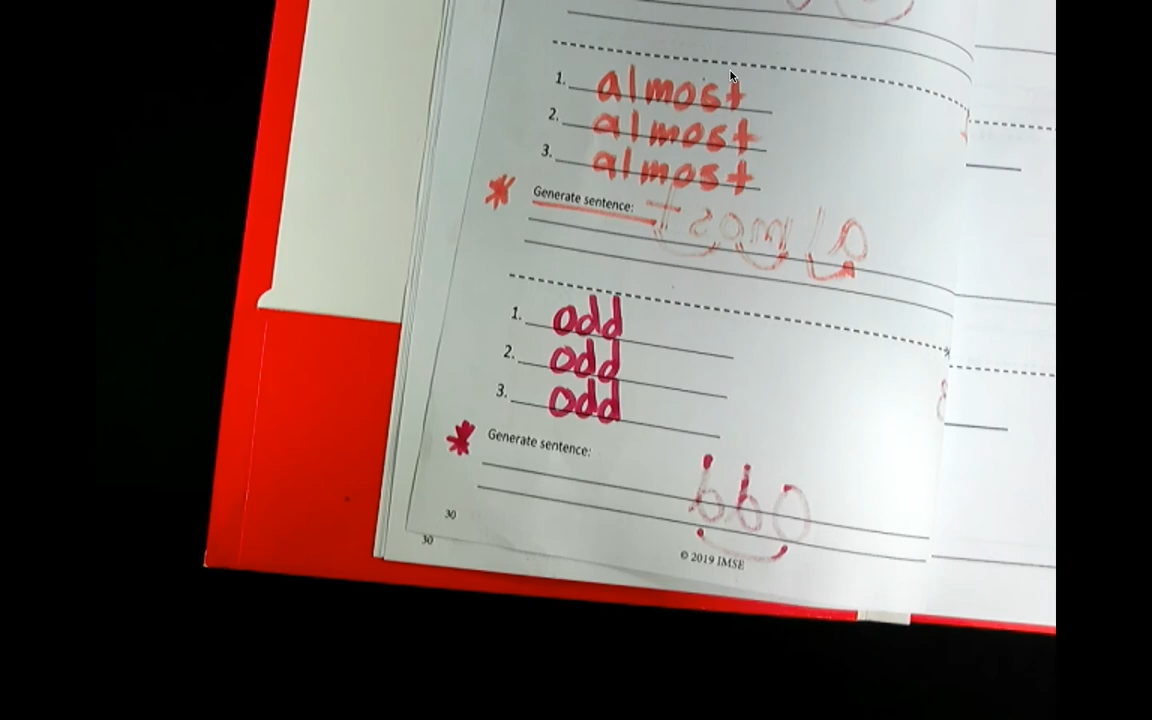 1. almost
2. almost
3. almost
Generate sentence:
1. odd
2. odd
3. odd
Generate sentence:
30
30
© 2019 IMSE